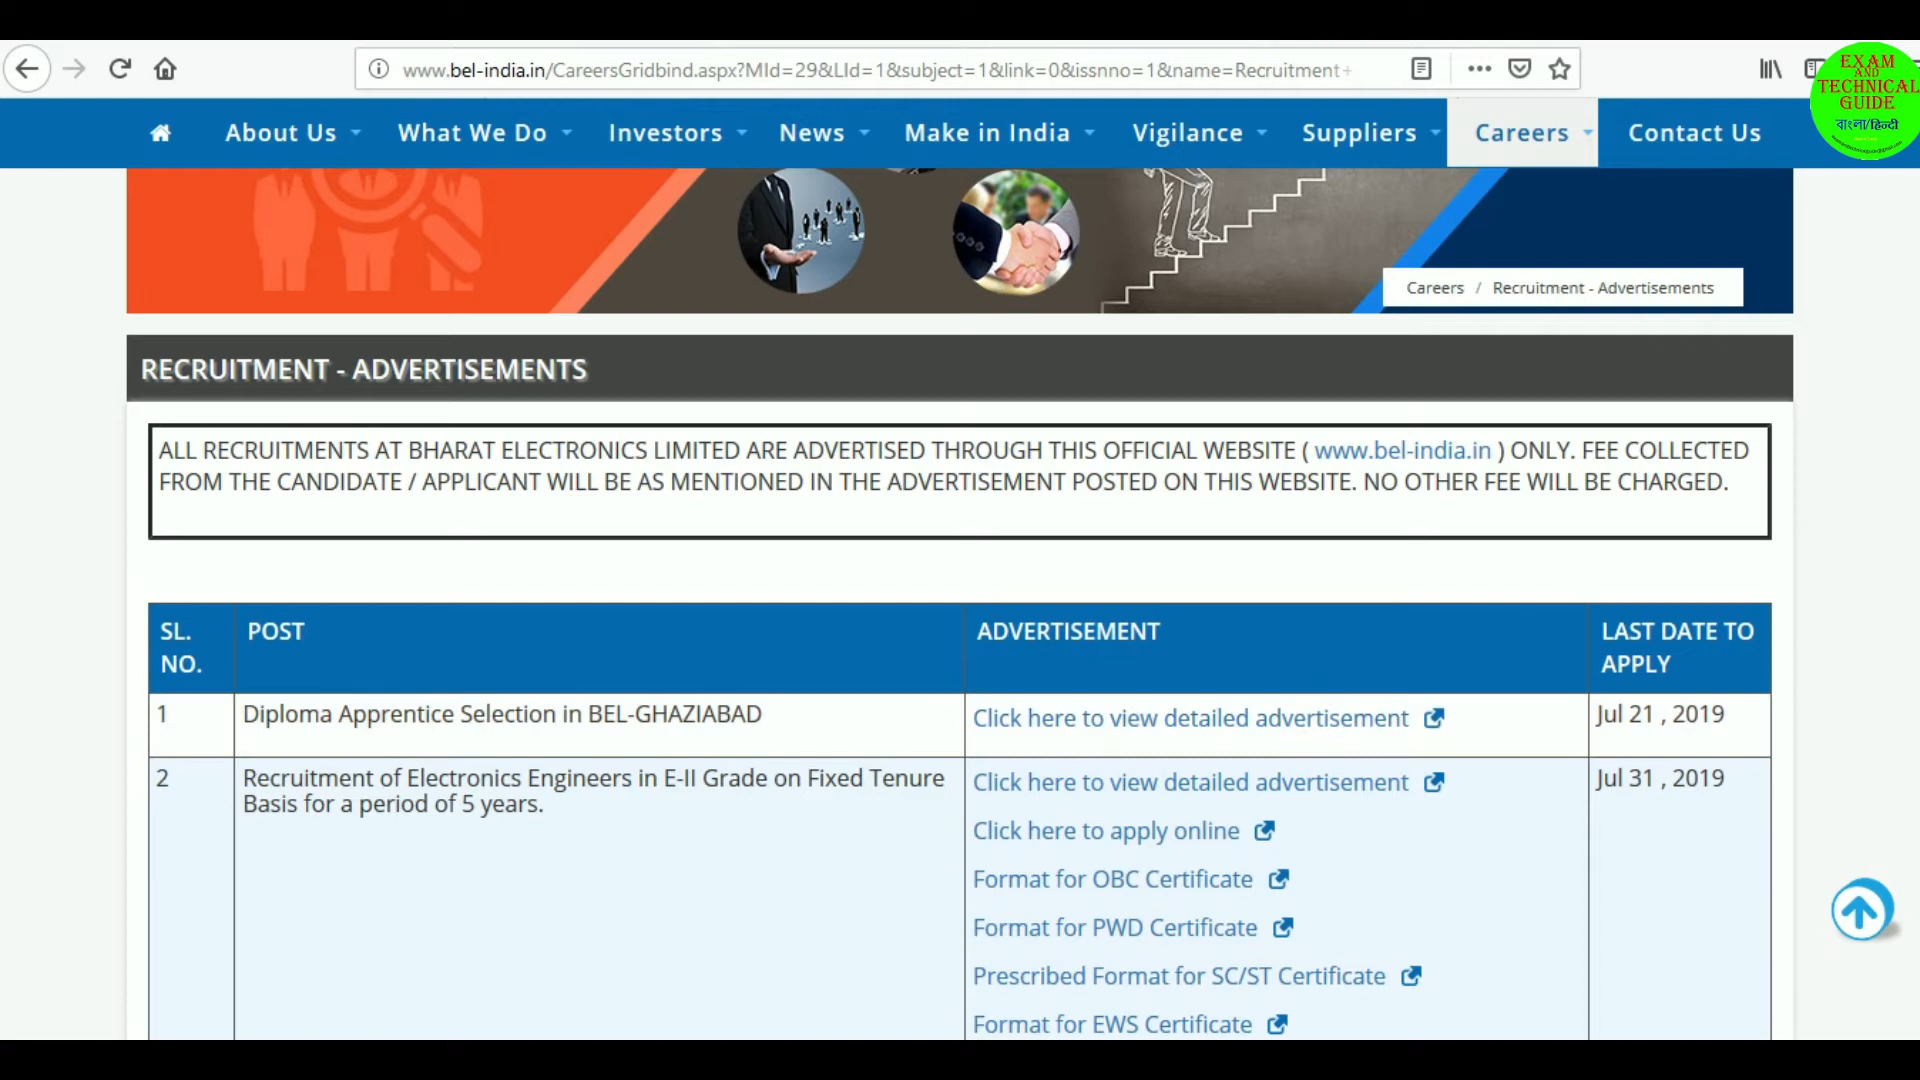 www.bel-india.in/CareersGridbind.aspx?MId=29&LId=1&subject=1&link=0&issnno=1&name=Recruitment+
EXAM
AND
TECHNICAL
GUIDE
বাংলা/हिन्दी
About Us
What We Do
Investors
News
Make in India
Vigilance
Suppliers
Careers
Contact Us
Careers / Recruitment - Advertisements
RECRUITMENT - ADVERTISEMENTS
ALL RECRUITMENTS AT BHARAT ELECTRONICS LIMITED ARE ADVERTISED THROUGH THIS OFFICIAL WEBSITE ( www.bel-india.in ) ONLY. FEE COLLECTED
FROM THE CANDIDATE / APPLICANT WILL BE AS MENTIONED IN THE ADVERTISEMENT POSTED ON THIS WEBSITE. NO OTHER FEE WILL BE CHARGED.
SL. NO.
POST
ADVERTISEMENT
LAST DATE TO APPLY
1
Diploma Apprentice Selection in BEL-GHAZIABAD
Click here to view detailed advertisement
Jul 21 , 2019
2
Recruitment of Electronics Engineers in E-II Grade on Fixed Tenure
Basis for a period of 5 years.
Click here to view detailed advertisement
Jul 31 , 2019
Click here to apply online
Format for OBC Certificate
Format for PWD Certificate
Prescribed Format for SC/ST Certificate
Format for EWS Certificate